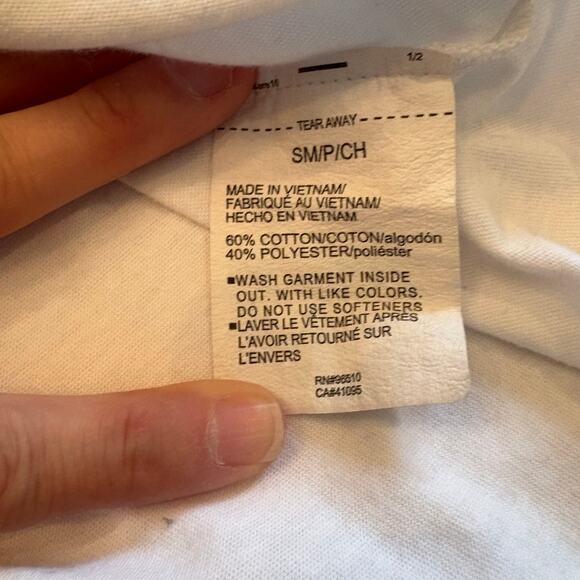 1/2
TEAR AWAY
SM/P/CH
MADE IN VIETNAM/
FABRIQUÉ AU VIETNAM/
HECHO EN VIETNAM
60% COTTON/COTON/algodón
40% POLYESTER/poliéster
■WASH GARMENT INSIDE
OUT. WITH LIKE COLORS.
DO NOT USE SOFTENERS
■LAVER LE VÊTEMENT APRÈS
L'AVOIR RETOURNÉ SUR
L'ENVERS
RN#96510
CA#41095